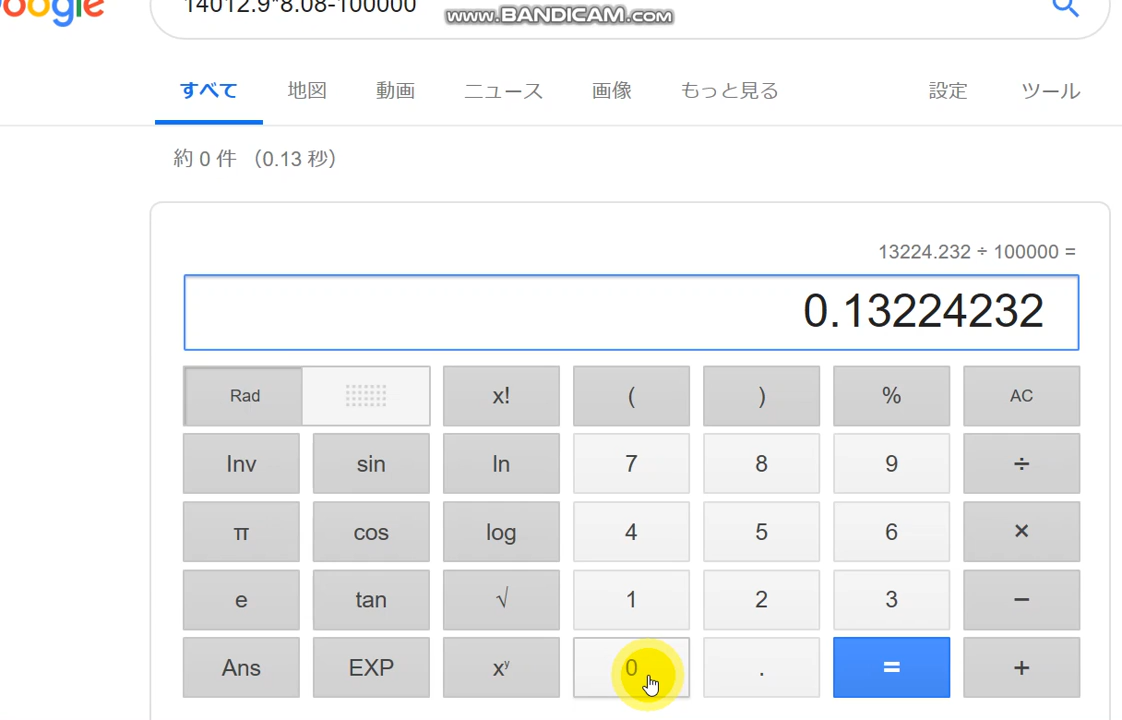 Google
14012.9*8.08-100000
www.BANDICAM.com
すべて 地図 動画 ニュース 画像 もっと見る 設定 ツール
約 0 件 (0.13 秒)
13224.232 ÷ 100000 =
0.13224232
Rad x! ( ) % AC
Inv sin ln 7 8 9 ÷
π cos log 4 5 6 ×
e tan √ 1 2 3 −
Ans EXP xʸ 0 . = +